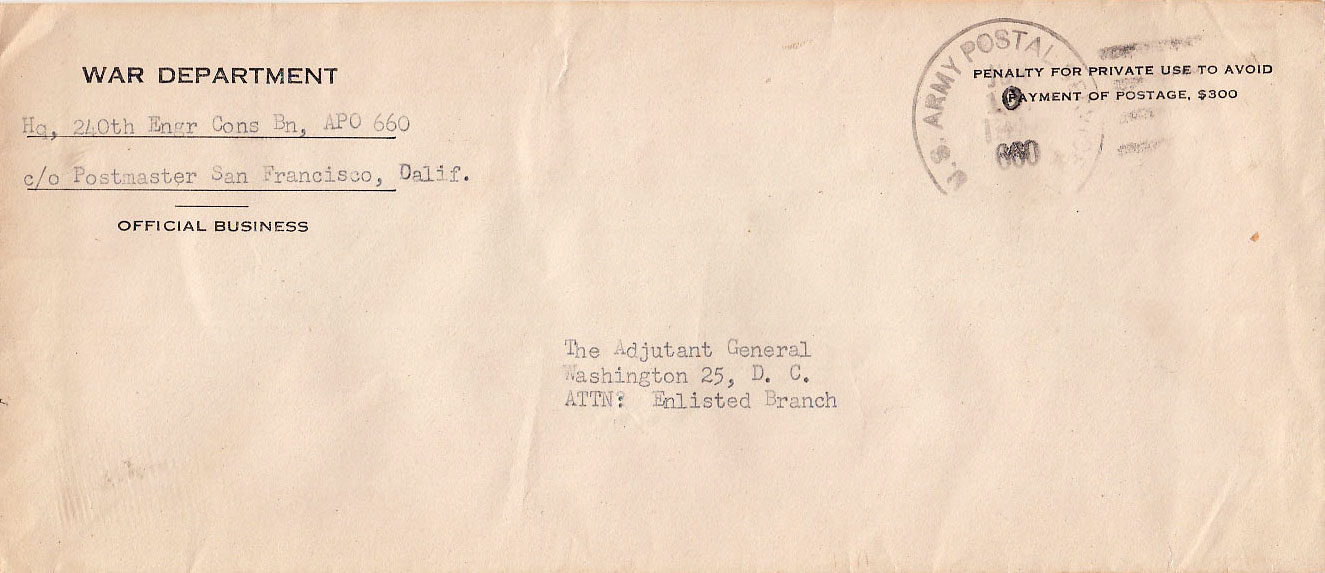 WAR DEPARTMENT
Hq, 240th Engr Cons Bn, APO 660
c/o Postmaster San Francisco, Calif.
OFFICIAL BUSINESS
U.S. ARMY POSTAL
660
PENALTY FOR PRIVATE USE TO AVOID
PAYMENT OF POSTAGE, $300
The Adjutant General
Washington 25, D. C.
ATTN: Enlisted Branch